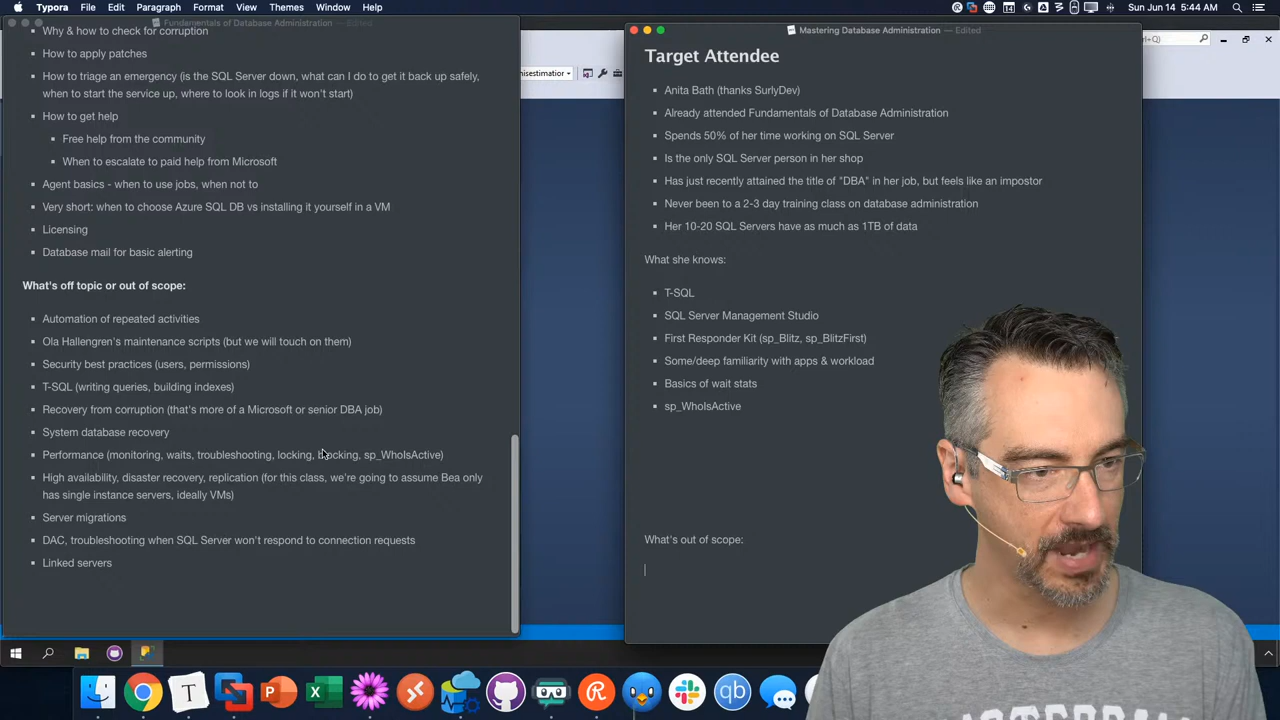 Typora File Edit Paragraph Format View Themes Window Help
Sun Jun 14 5:44 AM
Fundamentals of Database Administration — Edited
Why & how to check for corruption
How to apply patches
How to triage an emergency (is the SQL Server down, what can I do to get it back up safely,
when to start the service up, where to look in logs if it won't start)
How to get help
Free help from the community
When to escalate to paid help from Microsoft
Agent basics - when to use jobs, when not to
Very short: when to choose Azure SQL DB vs installing it yourself in a VM
Licensing
Database mail for basic alerting
What's off topic or out of scope:
Automation of repeated activities
Ola Hallengren's maintenance scripts (but we will touch on them)
Security best practices (users, permissions)
T-SQL (writing queries, building indexes)
Recovery from corruption (that's more of a Microsoft or senior DBA job)
System database recovery
Performance (monitoring, waits, troubleshooting, locking, blocking, sp_WhoIsActive)
High availability, disaster recovery, replication (for this class, we're going to assume Bea only
has single instance servers, ideally VMs)
Server migrations
DAC, troubleshooting when SQL Server won't respond to connection requests
Linked servers
Mastering Database Administration — Edited
Target Attendee
Anita Bath (thanks SurlyDev)
Already attended Fundamentals of Database Administration
Spends 50% of her time working on SQL Server
Is the only SQL Server person in her shop
Has just recently attained the title of "DBA" in her job, but feels like an impostor
Never been to a 2-3 day training class on database administration
Her 10-20 SQL Servers have as much as 1TB of data
What she knows:
T-SQL
SQL Server Management Studio
First Responder Kit (sp_Blitz, sp_BlitzFirst)
Some/deep familiarity with apps & workload
Basics of wait stats
sp_WhoIsActive
What's out of scope: